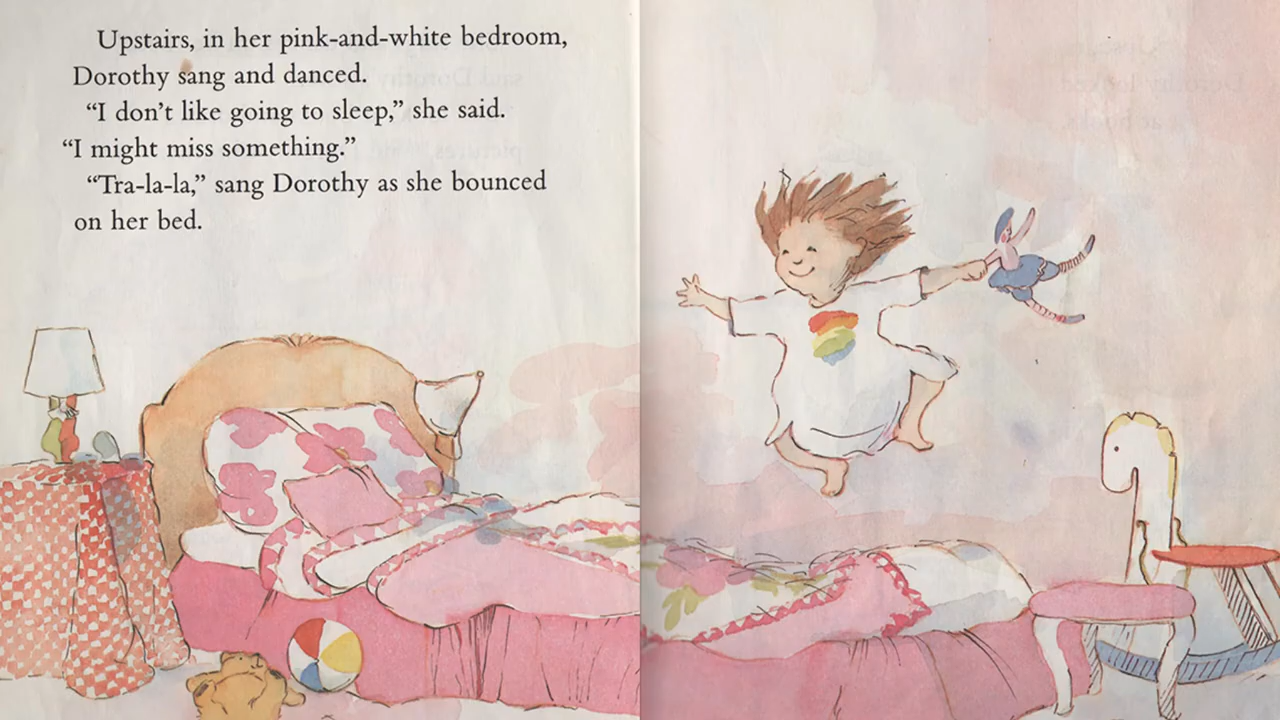 Upstairs, in her pink-and-white bedroom,
Dorothy sang and danced.
“I don’t like going to sleep,” she said.
“I might miss something.”
“Tra-la-la,” sang Dorothy as she bounced
on her bed.